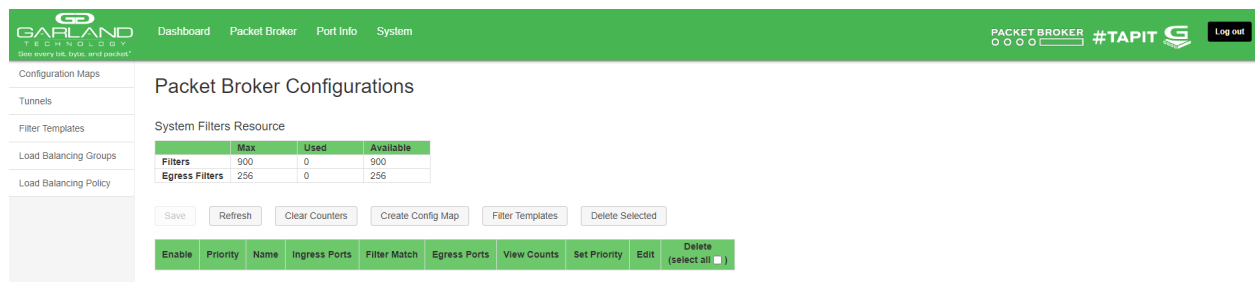 GARLAND
TECHNOLOGY
See every bit, byte, and packet®
Dashboard Packet Broker Port Info System
PACKET BROKER
#TAPIT
Log out
Configuration Maps
Tunnels
Filter Templates
Load Balancing Groups
Load Balancing Policy
Packet Broker Configurations
System Filters Resource
Max Used Available
Filters 900 0 900
Egress Filters 256 0 256
Save Refresh Clear Counters Create Config Map Filter Templates Delete Selected
Enable Priority Name Ingress Ports Filter Match Egress Ports View Counts Set Priority Edit Delete
(select all )